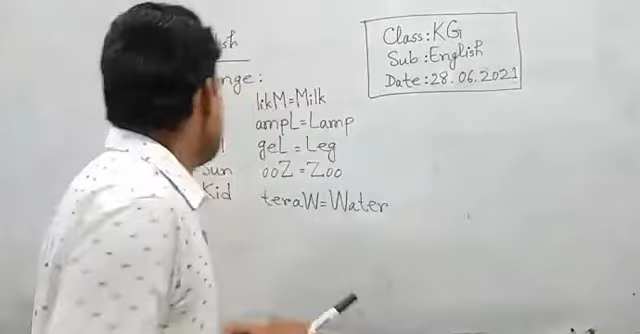 Class: KG
Sub: English
Date: 28.06.2021
likM=Milk
ampL=Lamp
geL=Leg
Sun ooZ=Zoo
Kid teraW=Water